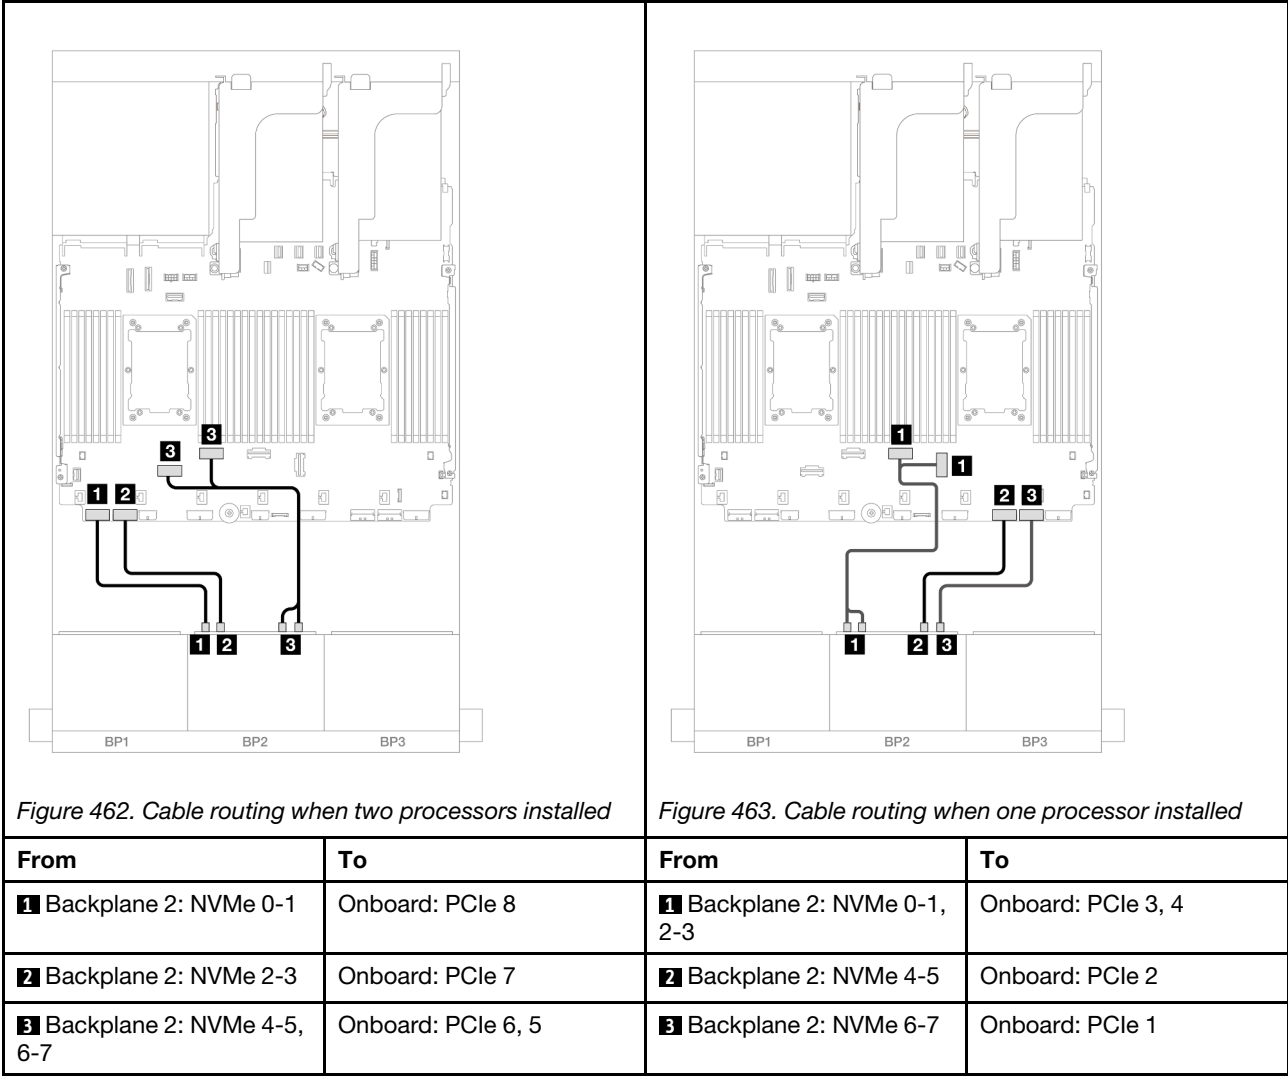 3
3
1 2
1 2 3
BP1 BP2 BP3
Figure 462. Cable routing when two processors installed
1
1
2 3
1 2 3
BP1 BP2 BP3
Figure 463. Cable routing when one processor installed
From To From To
1 Backplane 2: NVMe 0-1 Onboard: PCIe 8 1 Backplane 2: NVMe 0-1, Onboard: PCIe 3, 4
2-3
2 Backplane 2: NVMe 2-3 Onboard: PCIe 7 2 Backplane 2: NVMe 4-5 Onboard: PCIe 2
3 Backplane 2: NVMe 4-5, Onboard: PCIe 6, 5 3 Backplane 2: NVMe 6-7 Onboard: PCIe 1
6-7